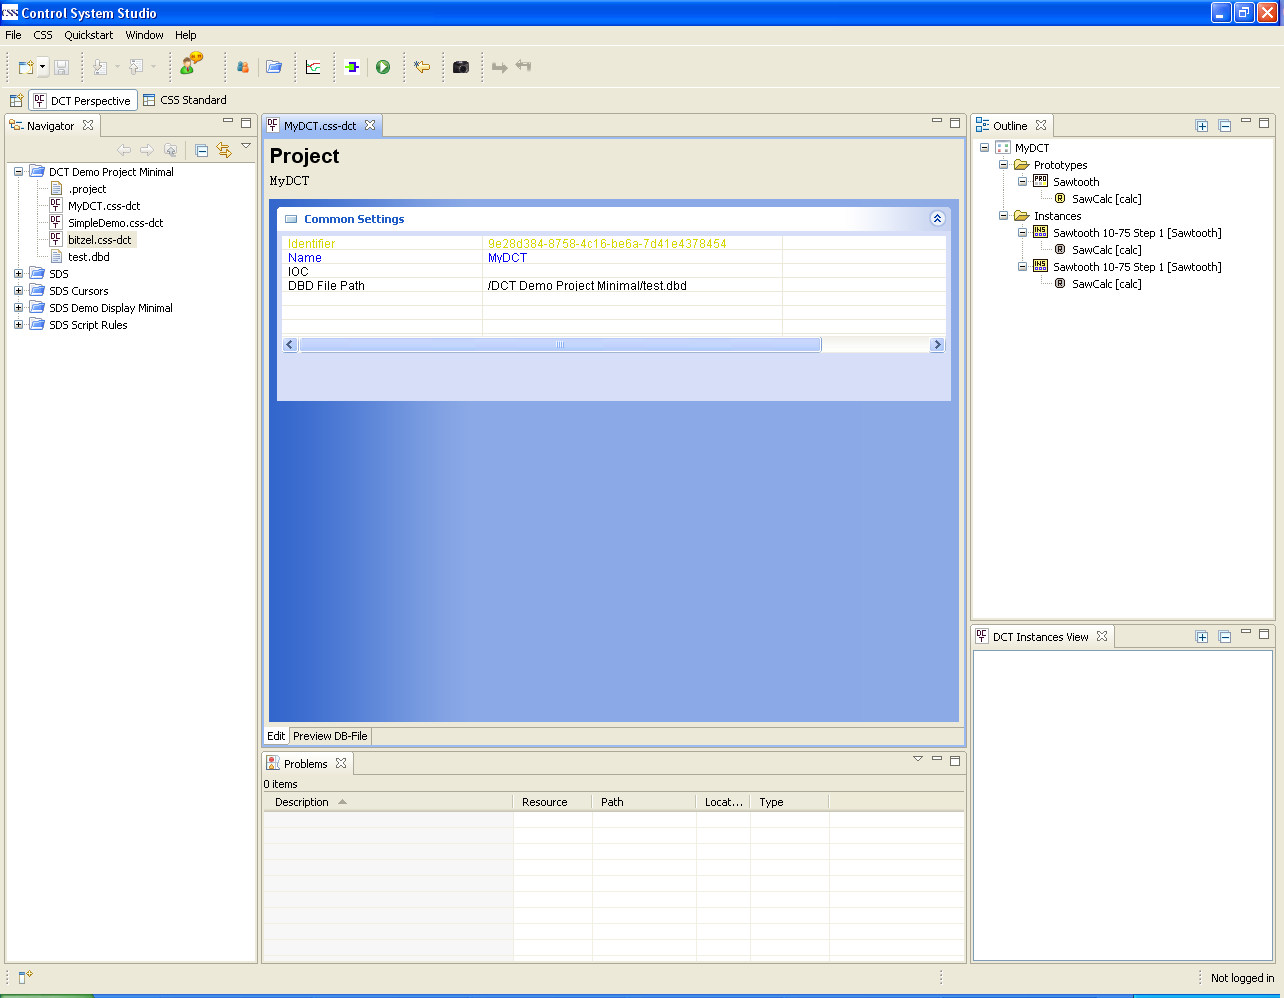 CSS Control System Studio
File CSS Quickstart Window Help
DCT Perspective CSS Standard
Navigator
DCT Demo Project Minimal
.project
MyDCT.css-dct
SimpleDemo.css-dct
bitzel.css-dct
test.dbd
SDS
SDS Cursors
SDS Demo Display Minimal
SDS Script Rules
MyDCT.css-dct
Project
MyDCT
Common Settings
Identifier 9e28d384-8758-4c16-be6a-7d41e4378454
Name MyDCT
IOC
DBD File Path /DCT Demo Project Minimal/test.dbd
Edit Preview DB-File
Problems
0 items
Description Resource Path Locat... Type
Outline
MyDCT
Prototypes
PRO Sawtooth
R SawCalc [calc]
Instances
INS Sawtooth 10-75 Step 1 [Sawtooth]
R SawCalc [calc]
INS Sawtooth 10-75 Step 1 [Sawtooth]
R SawCalc [calc]
DCT Instances View
Not logged in